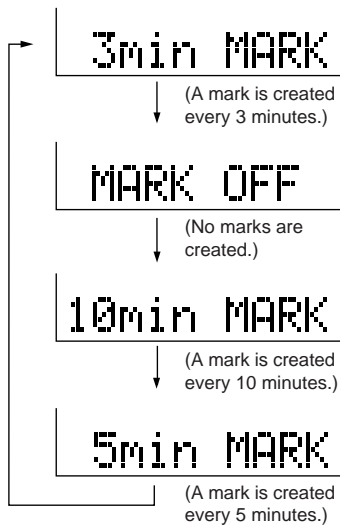 3min MARK
(A mark is created
every 3 minutes.)
MARK OFF
(No marks are
created.)
10min MARK
(A mark is created
every 10 minutes.)
5min MARK
(A mark is created
every 5 minutes.)